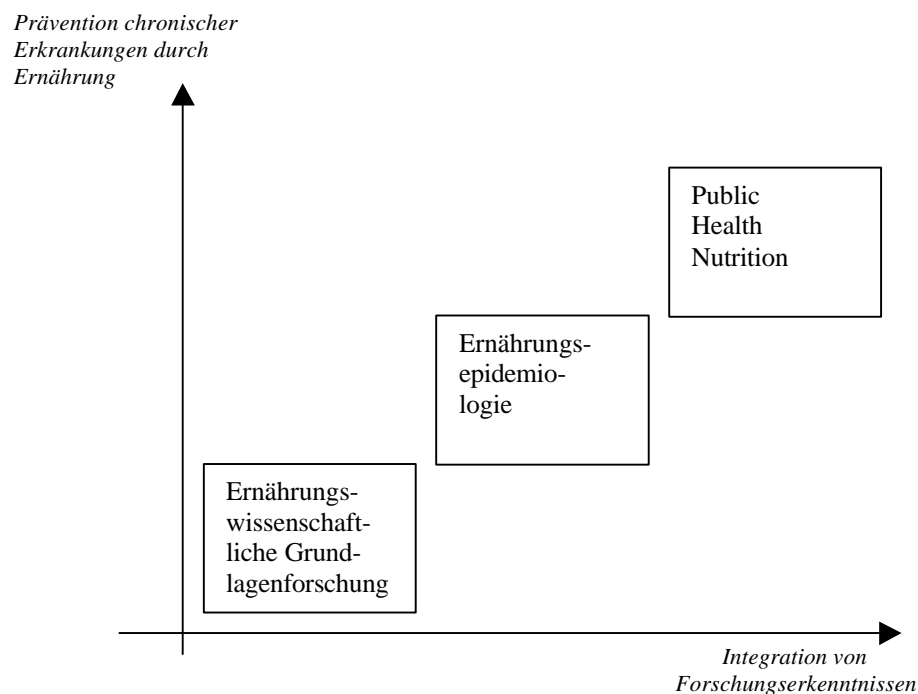 Prävention chronischer
Erkrankungen durch
Ernährung
Public
Health
Nutrition
Ernährungs-
epidemio-
logie
Ernährungs-
wissenschaft-
liche Grund-
lagenforschung
Integration von
Forschungserkenntnissen